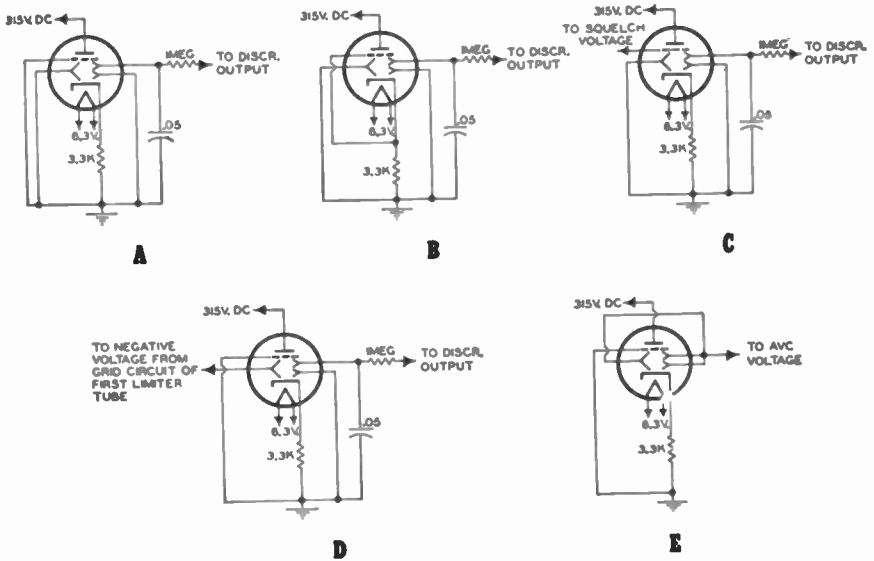 315V. DC
1MEG
TO DISCR.
OUTPUT
6.3V.
.05
3.3K
A
315V. DC
1MEG
TO DISCR.
OUTPUT
6.3V.
.05
3.3K
B
315V. DC
TO SQUELCH
VOLTAGE
1MEG
TO DISCR.
OUTPUT
6.3V.
.05
3.3K
C
315V. DC
TO NEGATIVE
VOLTAGE FROM
GRID CIRCUIT OF
FIRST LIMITER
TUBE
1MEG
TO DISCR.
OUTPUT
6.3V.
.05
3.3K
D
315V. DC
TO AVC
VOLTAGE
6.3V.
3.3K
E